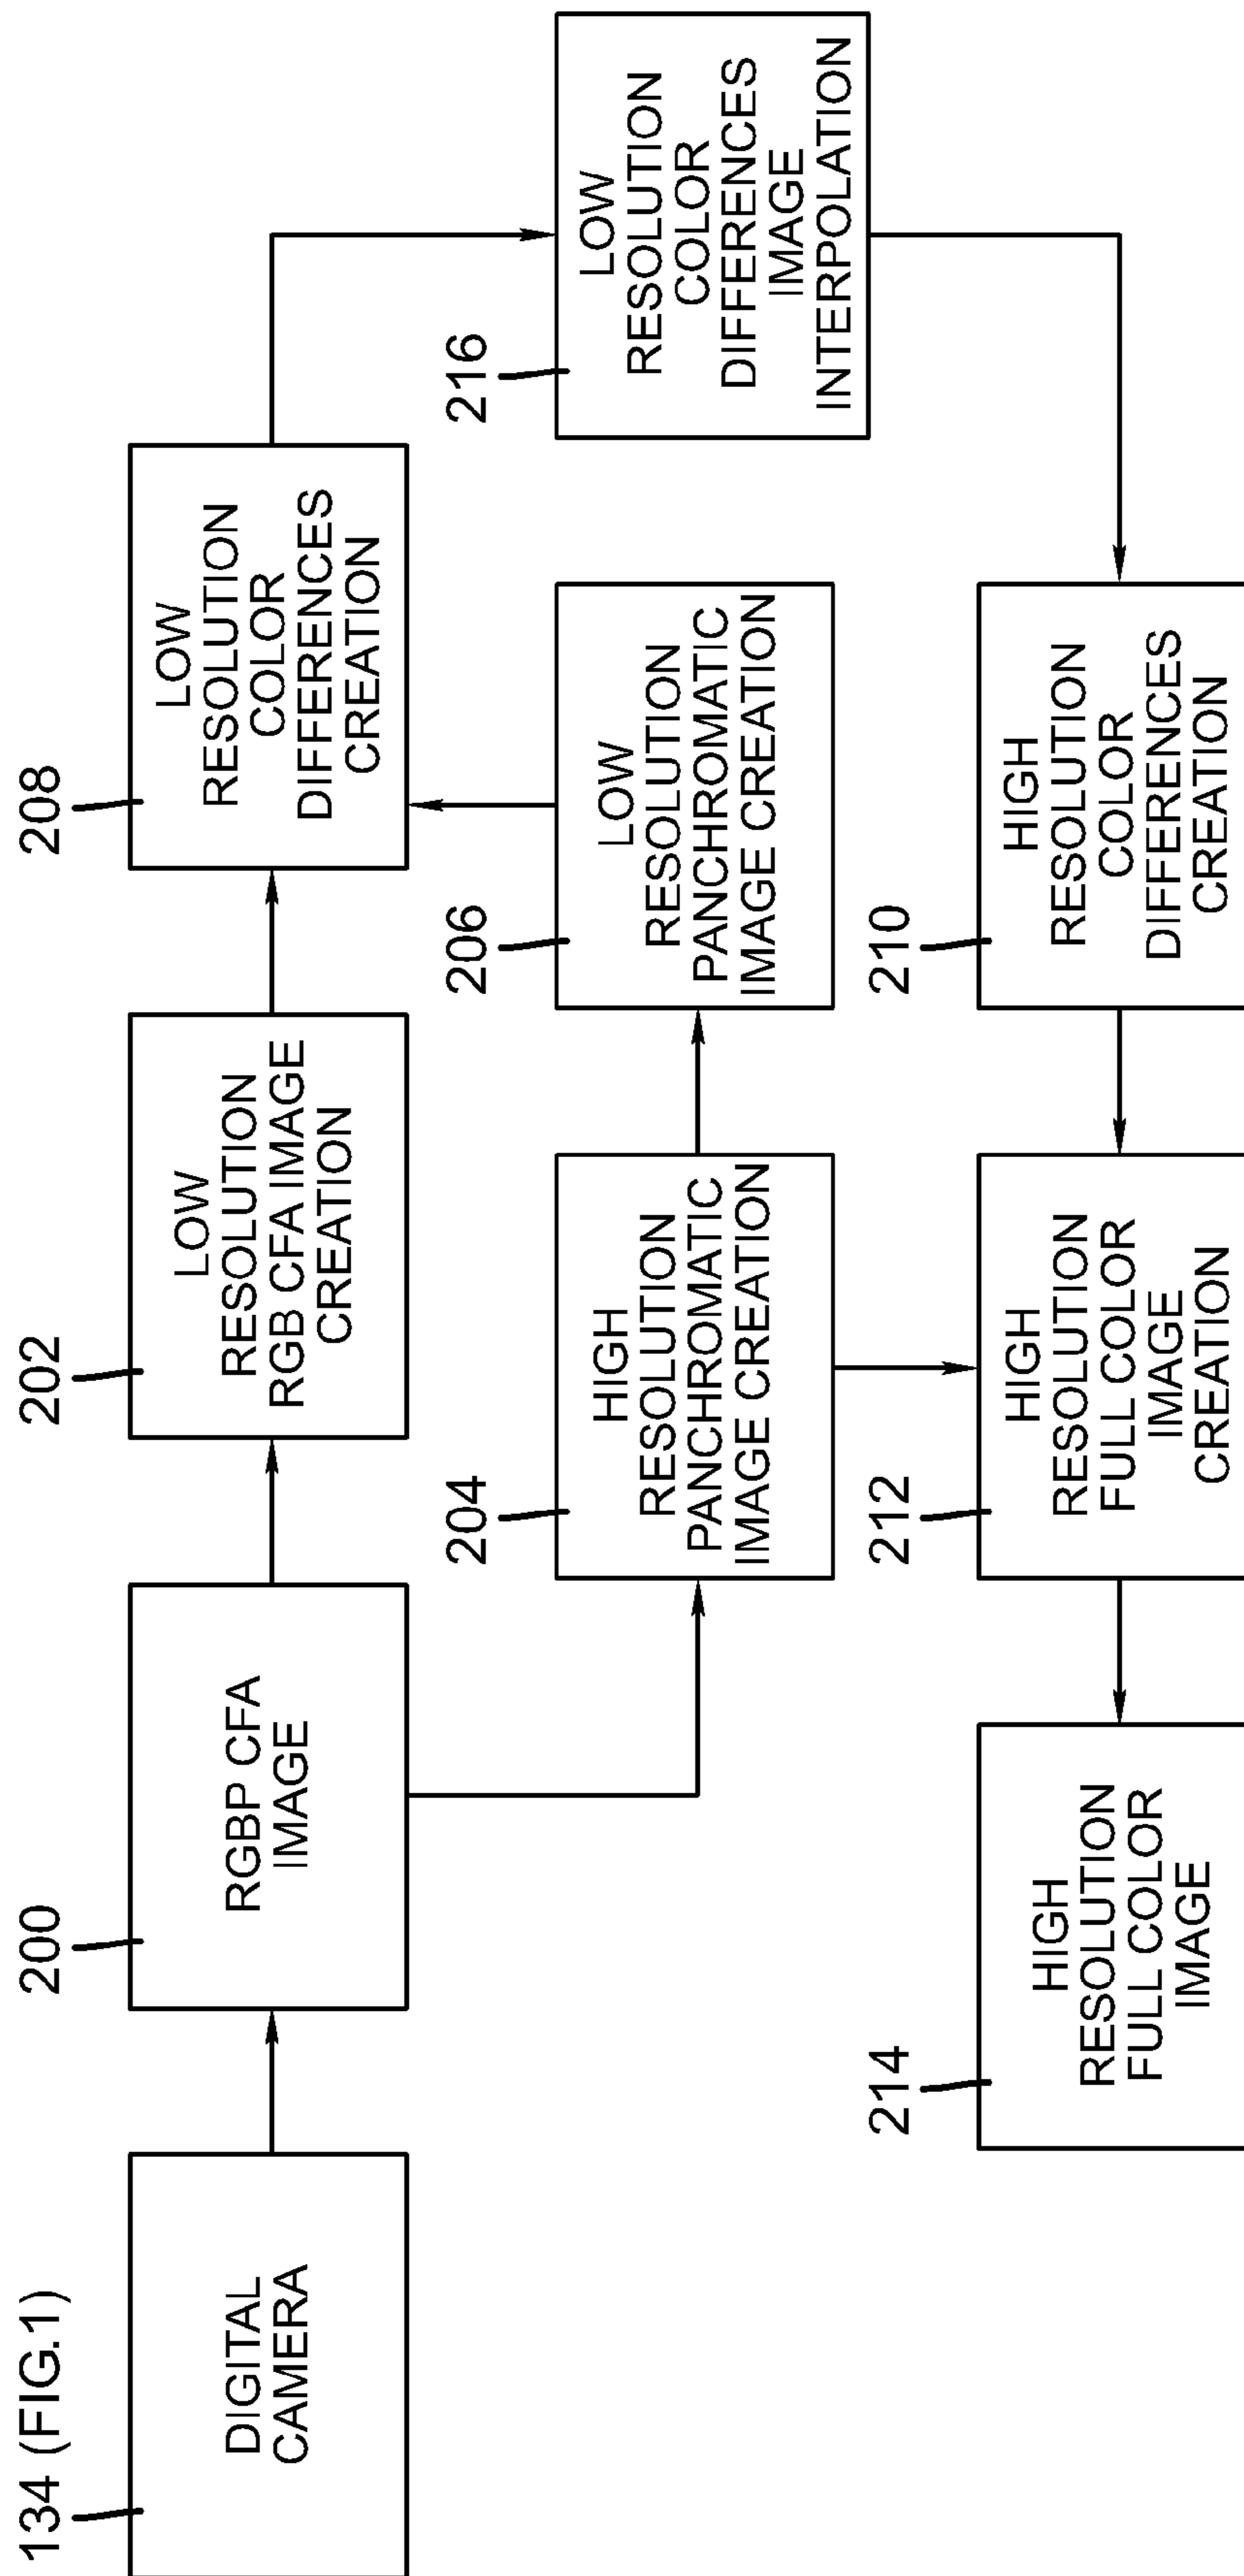 134 (FIG.1)
DIGITAL
CAMERA
200
RGBP CFA
IMAGE
202
LOW
RESOLUTION
RGB CFA IMAGE
CREATION
208
LOW
RESOLUTION
COLOR
DIFFERENCES
CREATION
204
HIGH
RESOLUTION
PANCHROMATIC
IMAGE CREATION
206
LOW
RESOLUTION
PANCHROMATIC
IMAGE CREATION
216
LOW
RESOLUTION
COLOR
DIFFERENCES
IMAGE
INTERPOLATION
214
HIGH
RESOLUTION
FULL COLOR
IMAGE
212
HIGH
RESOLUTION
FULL COLOR
IMAGE
CREATION
210
HIGH
RESOLUTION
COLOR
DIFFERENCES
CREATION